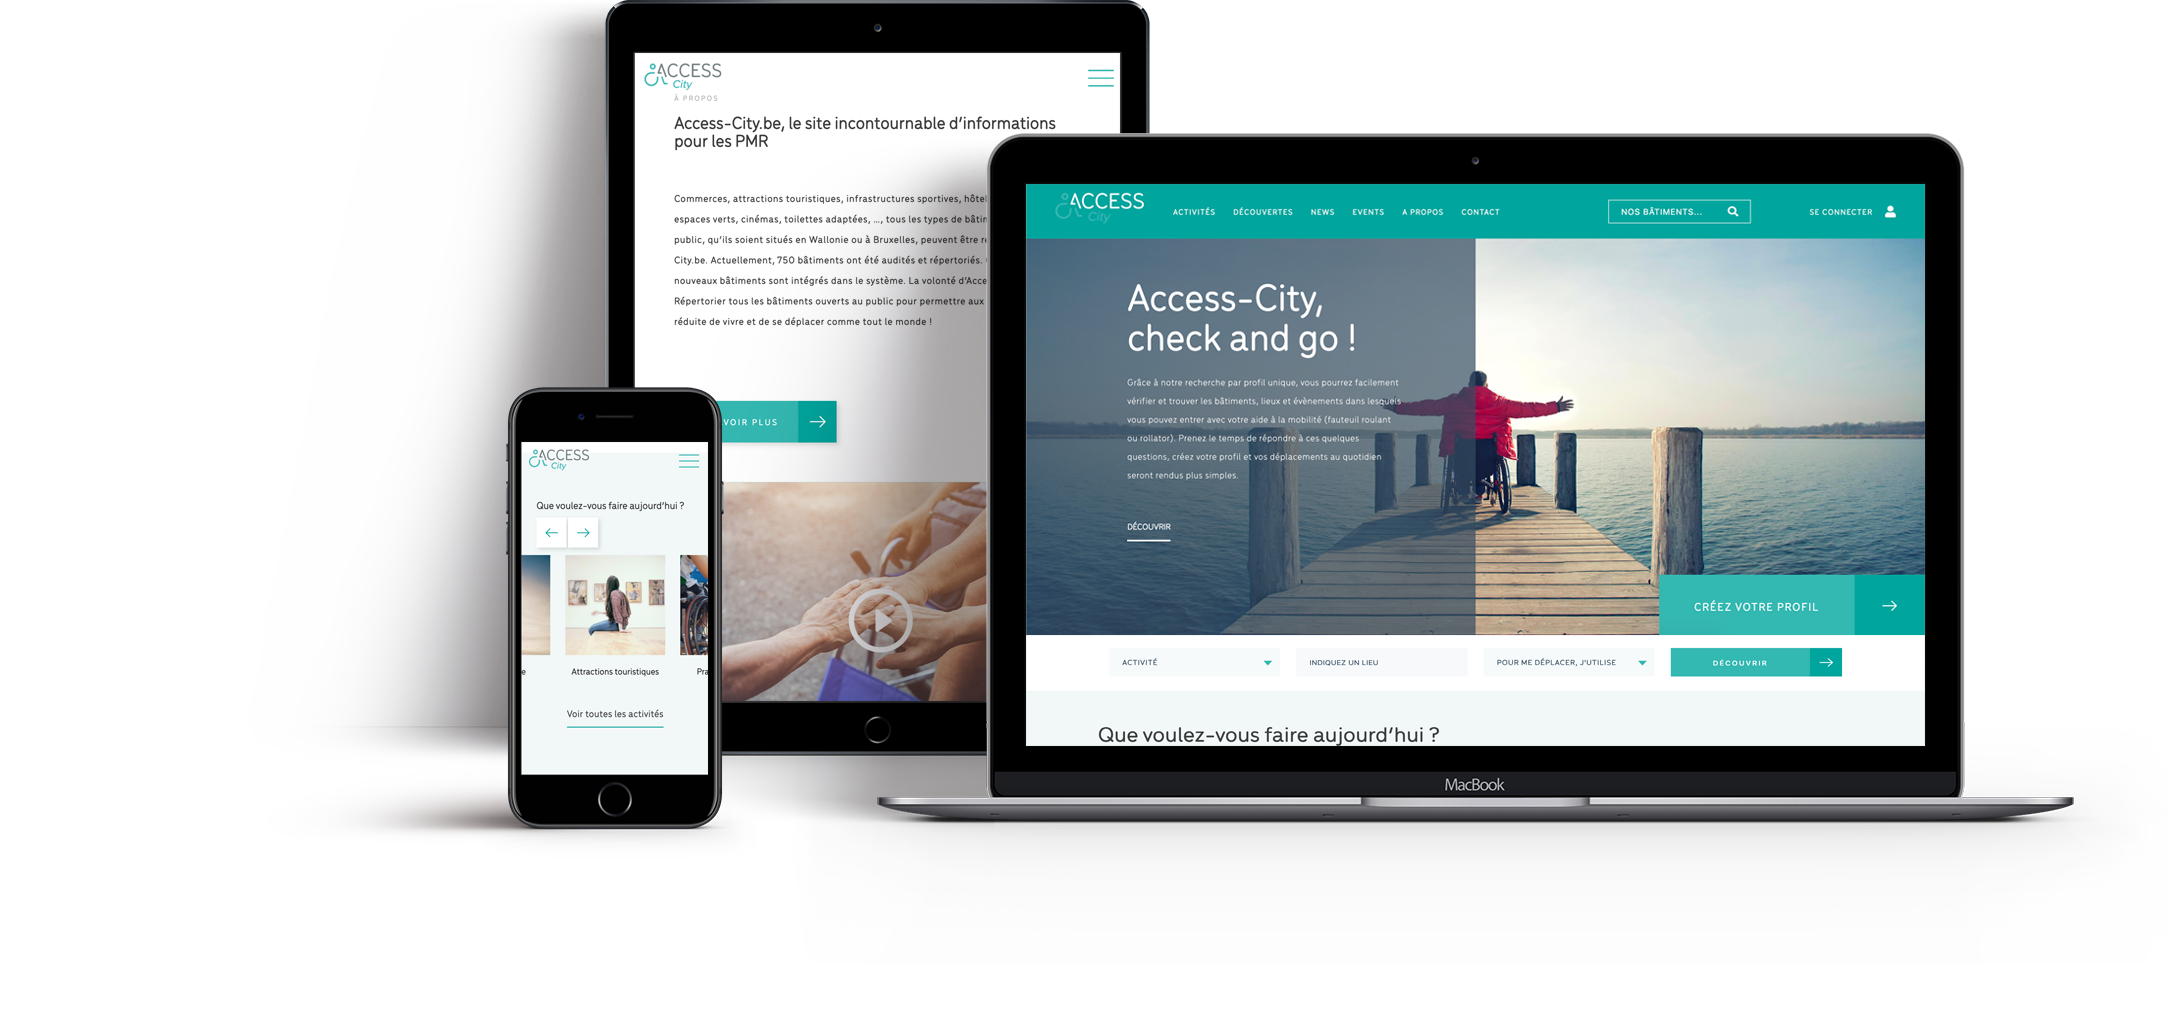 ACCESS
City
À PROPOS
Access-City.be, le site incontournable d'informations
pour les PMR
Commerces, attractions touristiques, infrastructures sportives,
espaces verts, cinémas, toilettes adaptées, ..., tous les types de
public, qu'ils soient situés en Wallonie ou à Bruxelles, peuvent être
City.be. Actuellement, 750 bâtiments ont été audités et répertoriés.
nouveaux bâtiments sont intégrés dans le système. La volonté
Répertorier tous les bâtiments ouverts au public pour permettre aux
réduite de vivre et de se déplacer comme tout le monde !
VOIR PLUS
ACCESS
City
Que voulez-vous faire aujourd'hui ?
Attractions touristiques
Voir toutes les activités
ACCESS
City
ACTIVITÉS DÉCOUVERTES NEWS EVENTS A PROPOS CONTACT
NOS BÂTIMENTS...
SE CONNECTER
Access-City,
check and go !
Grâce à notre recherche par profil unique, vous pourrez facilement
vérifier et trouver les bâtiments, lieux et évènements dans lesquels
vous pouvez entrer avec votre aide à la mobilité (fauteuil roulant
ou rollator). Prenez le temps de répondre à ces quelques
questions, créez votre profil et vos déplacements au quotidien
seront rendus plus simples.
DÉCOUVRIR
CRÉEZ VOTRE PROFIL
ACTIVITÉ
INDIQUEZ UN LIEU
POUR ME DÉPLACER, J'UTILISE
DÉCOUVRIR
Que voulez-vous faire aujourd'hui ?
MacBook